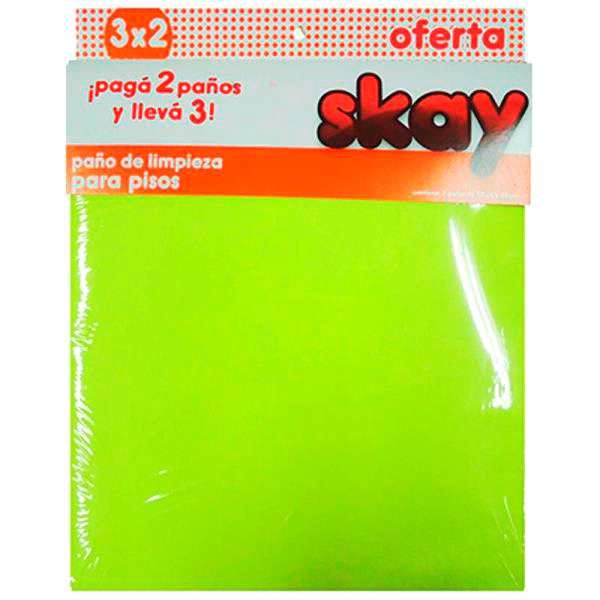 3x2
oferta
¡pagá 2 paños
y llevá 3!
skay
paño de limpieza
para pisos